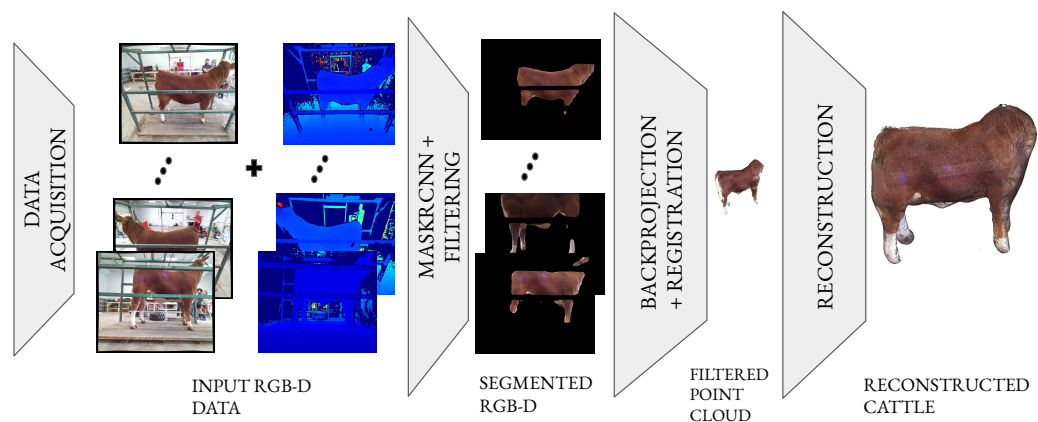 DATA
ACQUISITION
INPUT RGB-D
DATA
MASKRCNN +
FILTERING
SEGMENTED
RGB-D
BACKPROJECTION
+ REGISTRATION
FILTERED
POINT
CLOUD
RECONSTRUCTION
RECONSTRUCTED
CATTLE